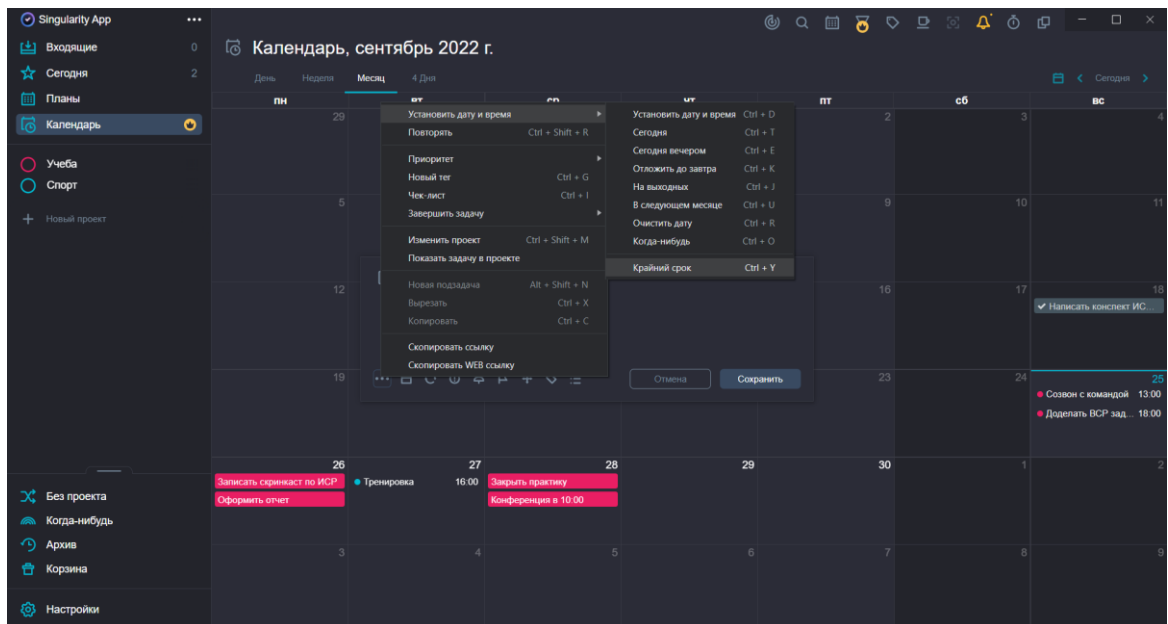 Singularity App
Входящие 0
Сегодня 2
Планы
Календарь
Учеба
Спорт
Новый проект
Без проекта
Когда-нибудь
Архив
Корзина
Настройки
Календарь, сентябрь 2022 г.
День Неделя Месяц 4 Дня
Сегодня
пн вт ср чт пт сб вс
29 2 3 4
5 9 10 11
12 16 17 18
Написать конспект ИС...
19 23 24 25
Созвон с командой 13:00
Доделать ВСР зад... 18:00
26 27 28 29 30 1 2
Записать скринкаст по ИСР Тренировка 16:00 Закрыть практику
Оформить отчет Конференция в 10:00
3 4 5 6 7 8 9
Установить дату и время
Повторять Ctrl + Shift + R
Приоритет
Новый тег Ctrl + G
Чек-лист Ctrl + I
Завершить задачу
Изменить проект Ctrl + Shift + M
Показать задачу в проекте
Новая подзадача Alt + Shift + N
Вырезать Ctrl + X
Копировать Ctrl + C
Скопировать ссылку
Скопировать WEB ссылку
Установить дату и время Ctrl + D
Сегодня Ctrl + T
Сегодня вечером Ctrl + E
Отложить до завтра Ctrl + K
На выходных Ctrl + J
В следующем месяце Ctrl + U
Очистить дату Ctrl + R
Когда-нибудь Ctrl + O
Крайний срок Ctrl + Y
Отмена Сохранить